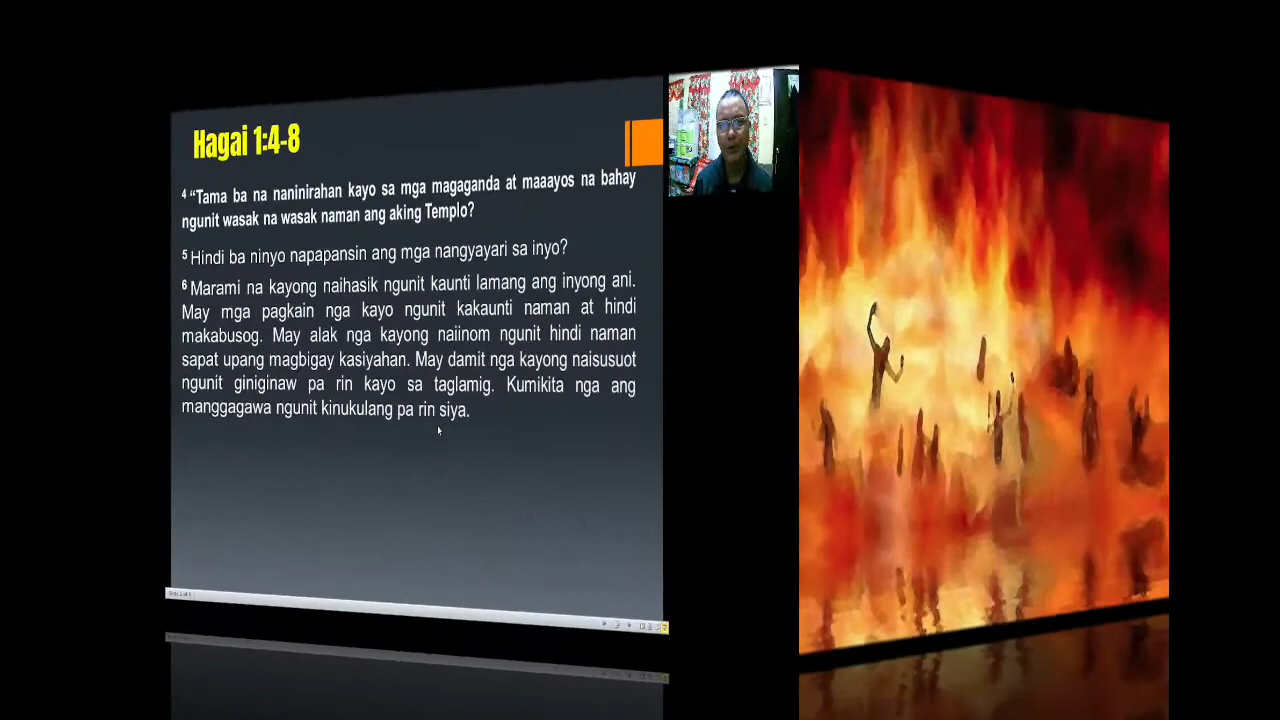 Hagai 1:4-8
4 “Tama ba na naninirahan kayo sa mga magaganda at maaayos na bahay
ngunit wasak na wasak naman ang aking Templo?
5 Hindi ba ninyo napapansin ang mga nangyayari sa inyo?
6 Marami na kayong naihasik ngunit kaunti lamang ang inyong ani.
May mga pagkain nga kayo ngunit kakaunti naman at hindi
makabusog. May alak nga kayong naiinom ngunit hindi naman
sapat upang magbigay kasiyahan. May damit nga kayong naisusuot
ngunit giniginaw pa rin kayo sa taglamig. Kumikita nga ang
manggagawa ngunit kinukulang pa rin siya.